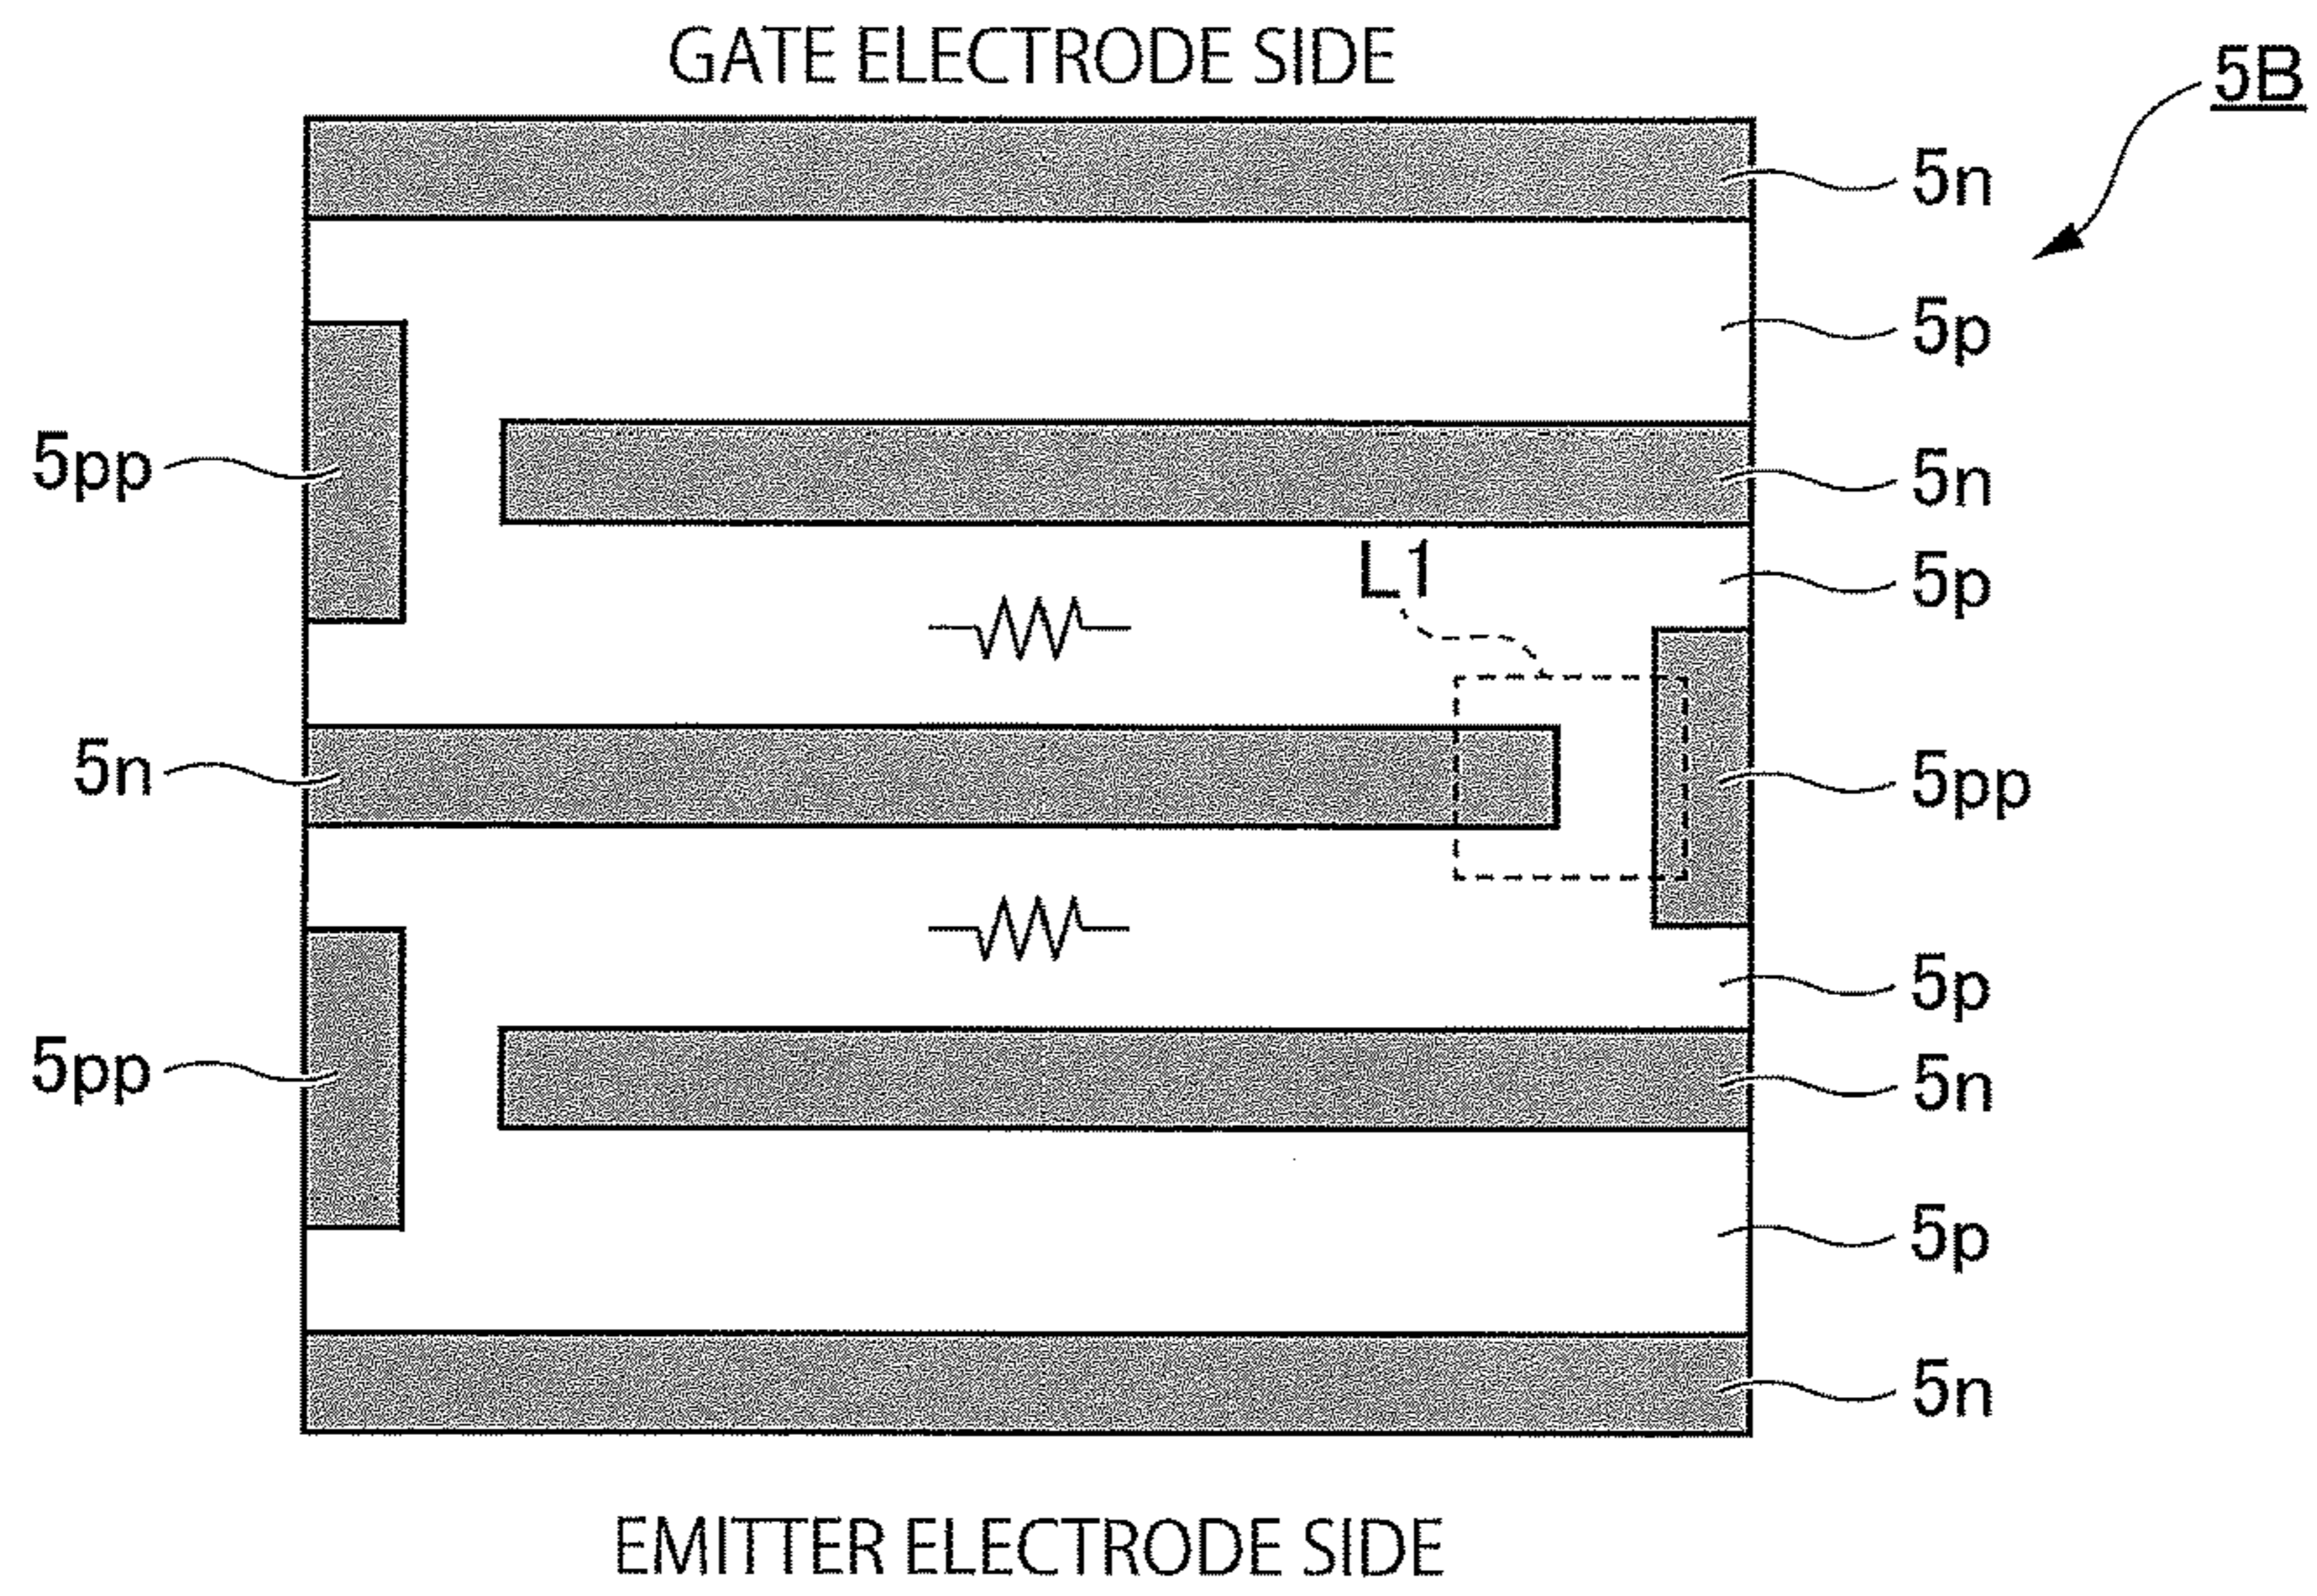 GATE ELECTRODE SIDE
5B
5n
5p
5pp
5n
L1
5p
5n
5pp
5p
5pp
5n
5p
5n
EMITTER ELECTRODE SIDE